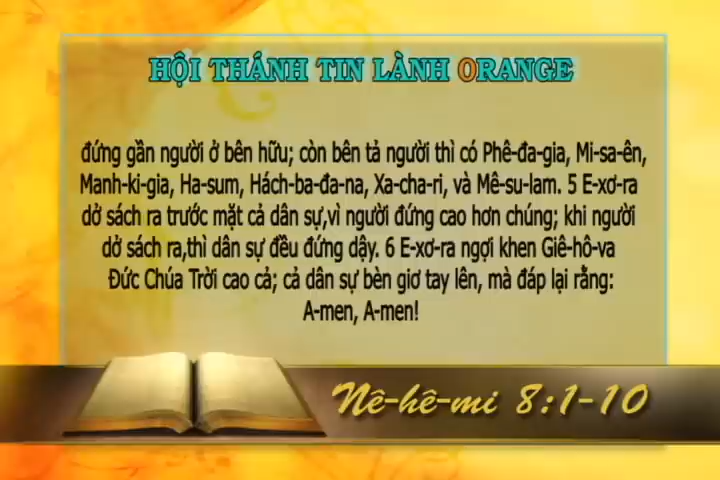 HỘI THÁNH TIN LÀNH ORANGE
đứng gần người ở bên hữu; còn bên tả người thì có Phê-đa-gia, Mi-sa-ên,
Manh-ki-gia, Ha-sum, Hách-ba-đa-na, Xa-cha-ri, và Mê-su-lam. 5 E-xơ-ra
dở sách ra trước mặt cả dân sự,vì người đứng cao hơn chúng; khi người
dở sách ra,thì dân sự đều đứng dậy. 6 E-xơ-ra ngợi khen Giê-hô-va
Đức Chúa Trời cao cả; cả dân sự bèn giơ tay lên, mà đáp lại rằng:
A-men, A-men!
Nê-hê-mi 8:1-10